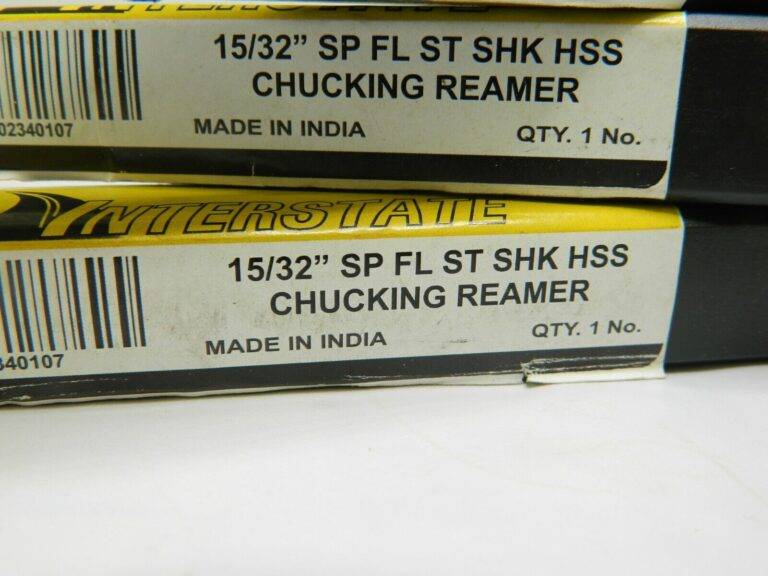 INTERSTATE
15/32” SP FL ST SHK HSS
CHUCKING REAMER
02340107
MADE IN INDIA
QTY. 1 No.
INTERSTATE
15/32” SP FL ST SHK HSS
CHUCKING REAMER
340107
MADE IN INDIA
QTY. 1 No.